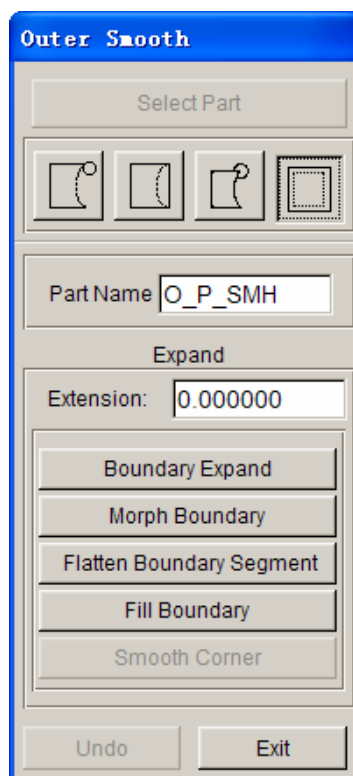 Outer Smooth
Select Part
Part Name O_P_SMH
Expand
Extension: 0.000000
Boundary Expand
Morph Boundary
Flatten Boundary Segment
Fill Boundary
Smooth Corner
Undo Exit